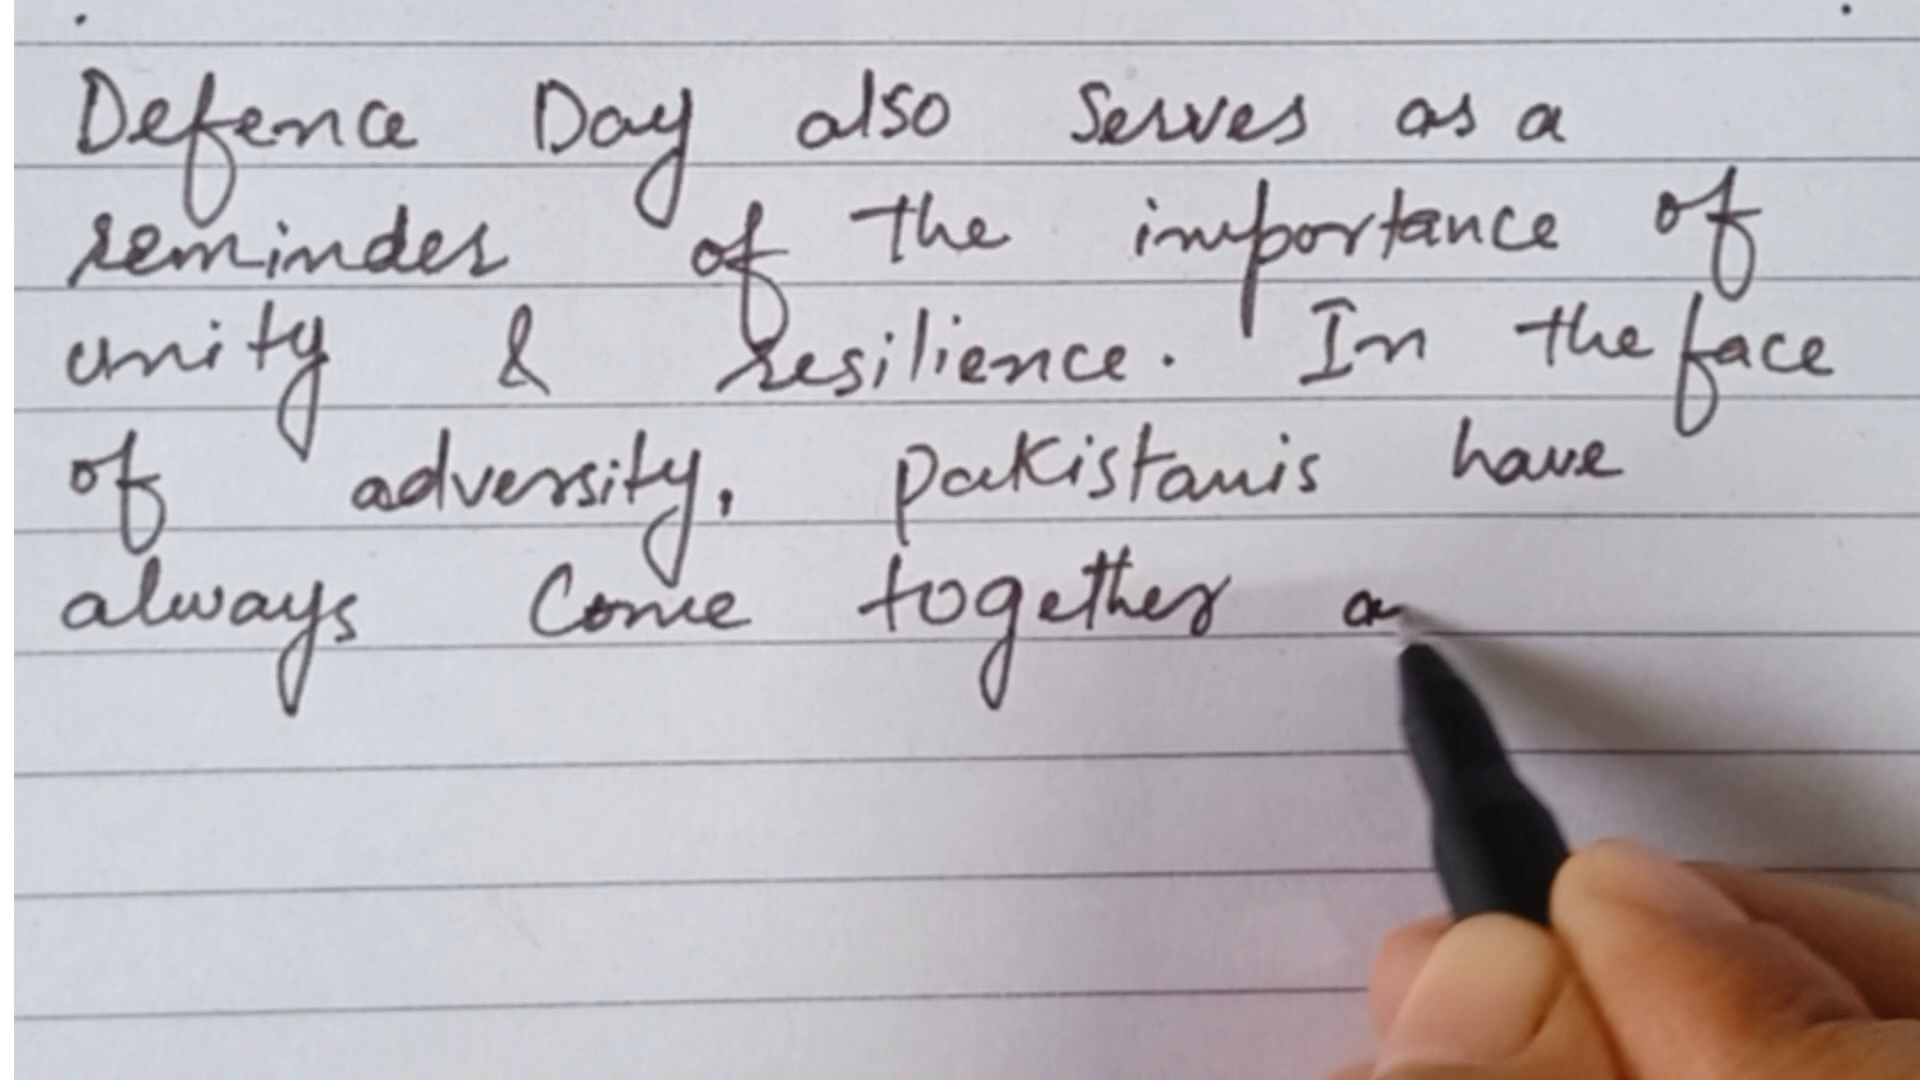 Defence Day also Serves as a
reminder of the importance of
unity & resilience. In the face
of adversity, pakistanis have
always Come together